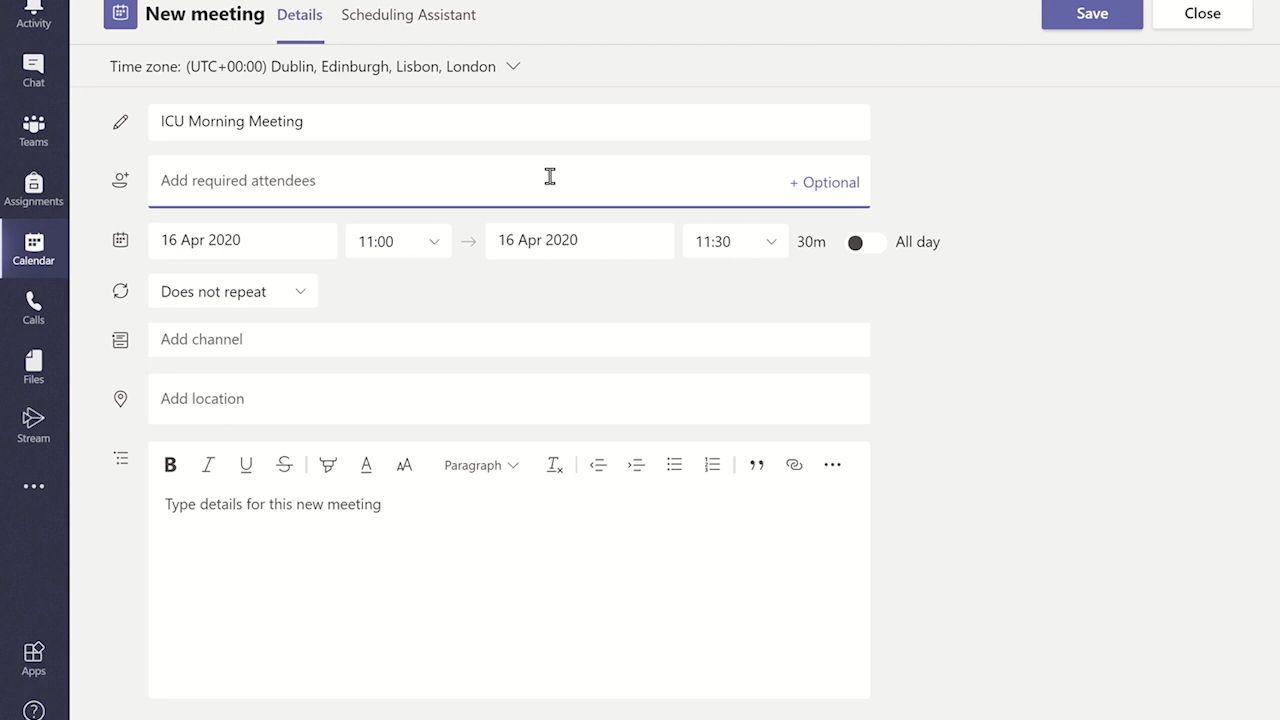 New meeting Details Scheduling Assistant Save Close
Activity
Time zone: (UTC+00:00) Dublin, Edinburgh, Lisbon, London
Chat
ICU Morning Meeting
Teams
Add required attendees + Optional
Assignments
16 Apr 2020 11:00 → 16 Apr 2020 11:30 30m All day
Calendar
Does not repeat
Calls
Add channel
Files
Add location
Stream
B I U S A AA Paragraph
Type details for this new meeting
Apps